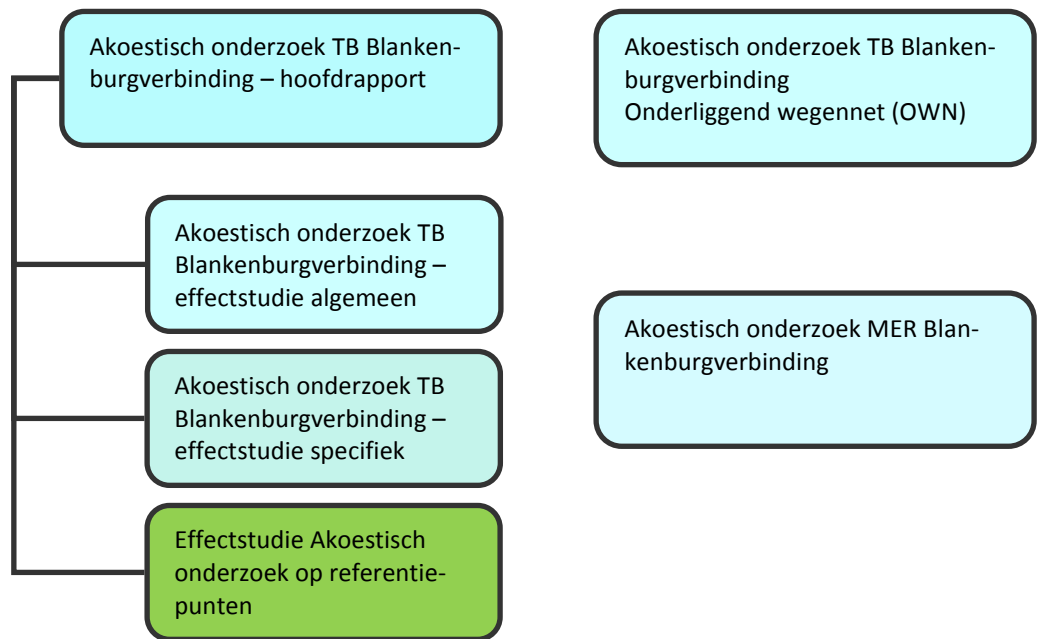 Akoestisch onderzoek TB Blanken-
burgverbinding – hoofdrapport
Akoestisch onderzoek TB
Blankenburgverbinding –
effectstudie algemeen
Akoestisch onderzoek TB
Blankenburgverbinding –
effectstudie specifiek
Effectstudie Akoestisch
onderzoek op referentie-
punten
Akoestisch onderzoek TB Blanken-
burgverbinding
Onderliggend wegennet (OWN)
Akoestisch onderzoek MER Blan-
kenburgverbinding